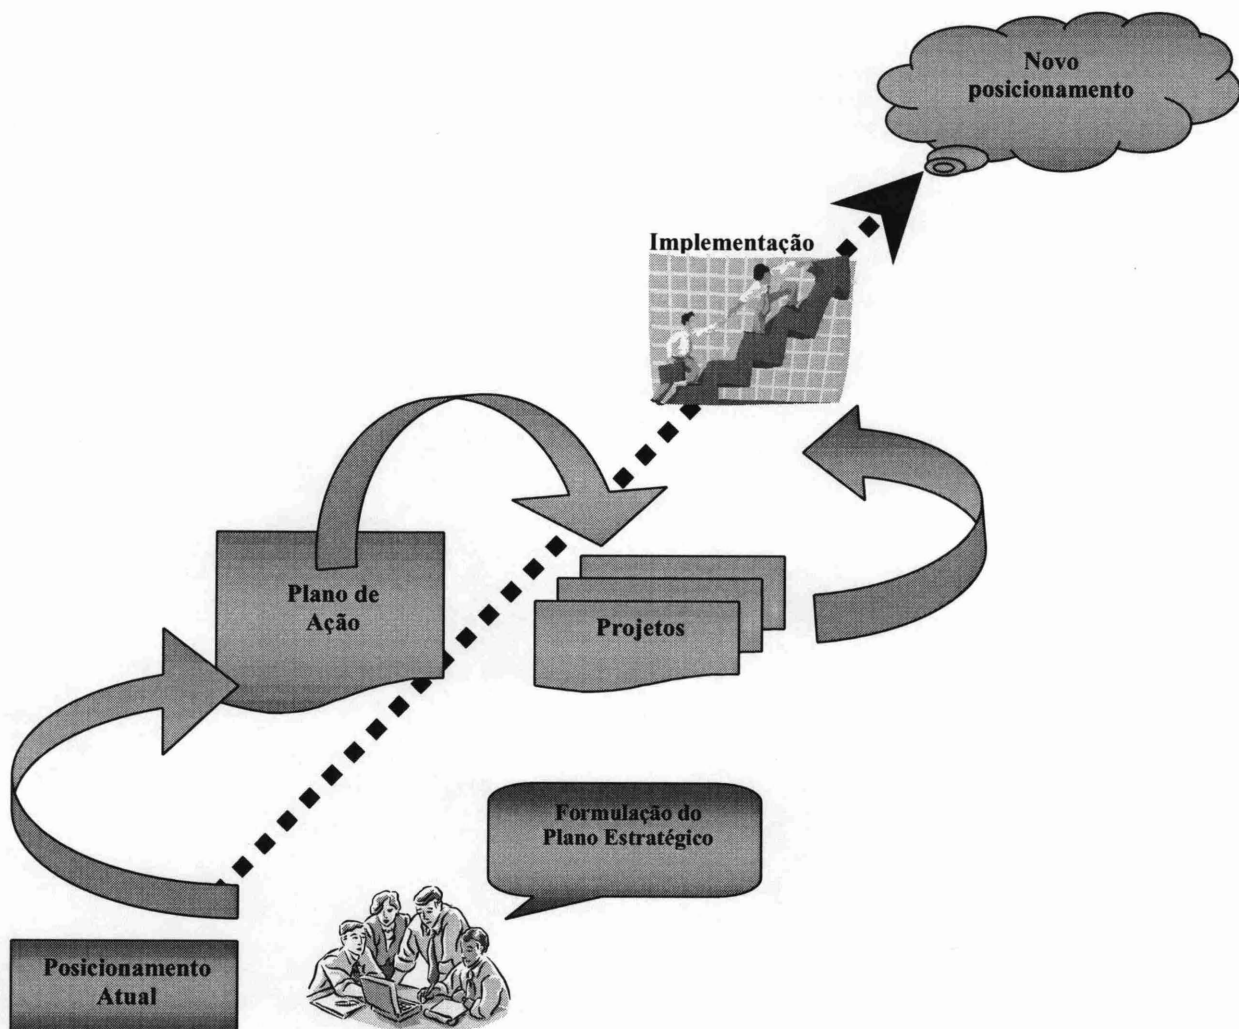 Novo
posicionamento
Implementação
Plano de
Ação
Projetos
Formulação do
Plano Estratégico
Posicionamento
Atual